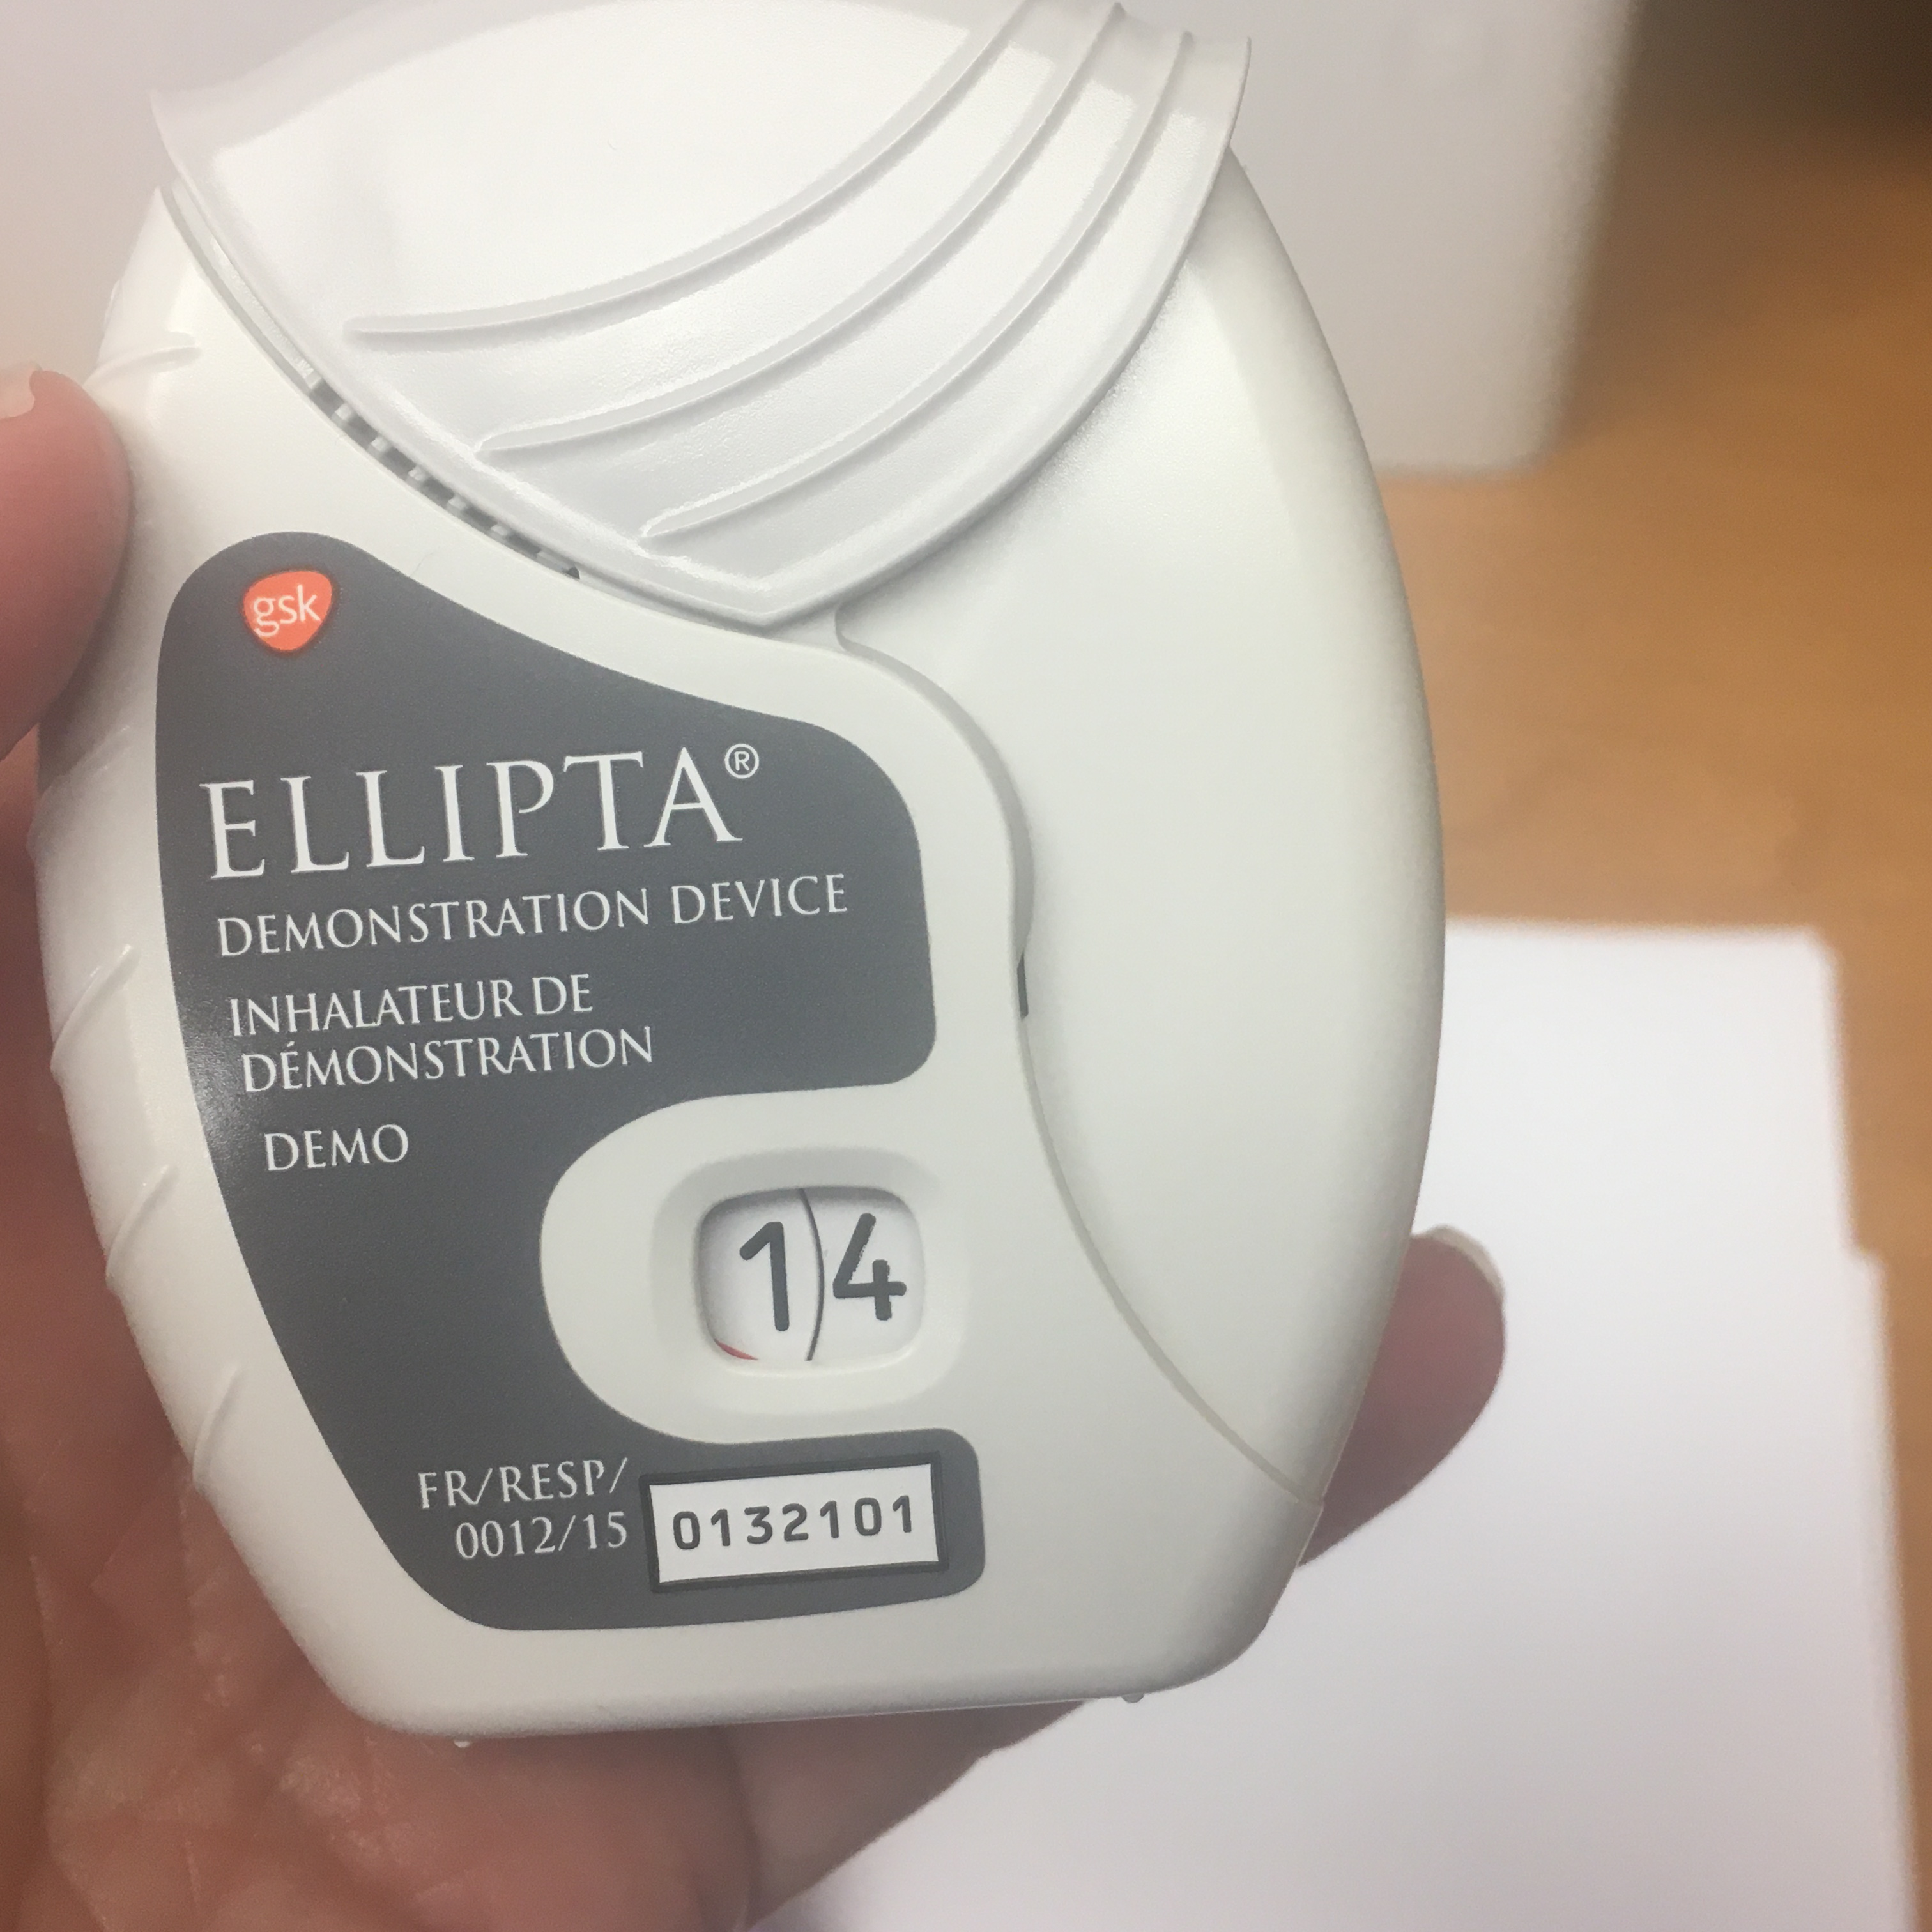 gsk
ELLIPTA®
DEMONSTRATION DEVICE
INHALATEUR DE
DÉMONSTRATION
DEMO
14
FR/RESP/
0012/15
0132101